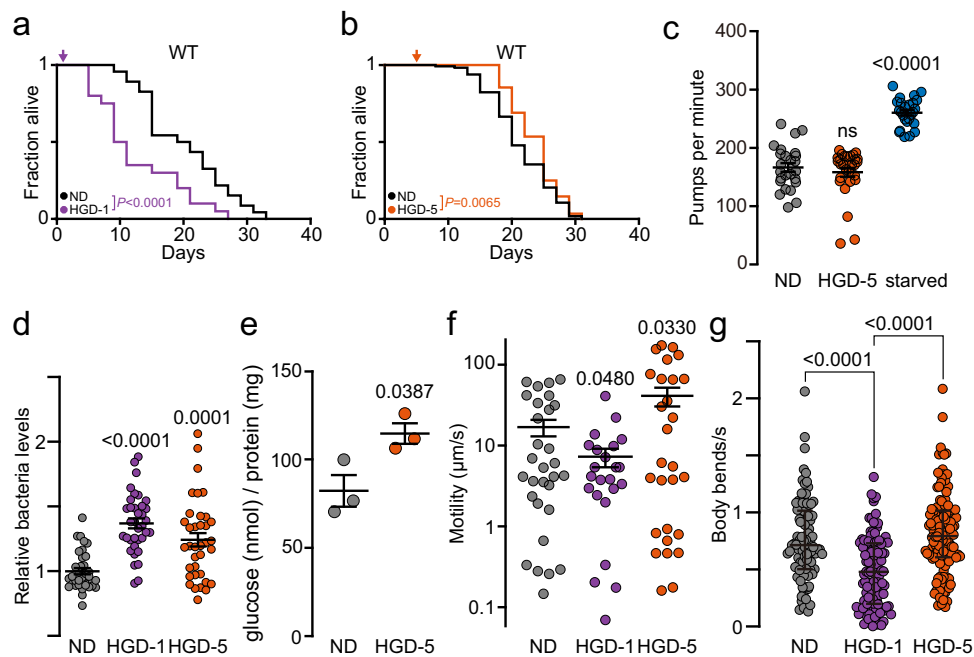 a
WT
Fraction alive
1
0
ND
HGD-1
P<0.0001
0
10
20
30
40
Days
b
WT
Fraction alive
1
0
ND
HGD-5
P=0.0065
0
10
20
30
40
Days
c
Pumps per minute
400
300
200
100
0
<0.0001
ns
ND
HGD-5
starved
d
Relative bacteria levels
2
1
<0.0001
0.0001
ND
HGD-1
HGD-5
e
glucose (nmol) / protein (mg)
150
100
50
0
0.0387
ND
HGD-5
f
Motility (μm/s)
100
10
1
0.1
0.0480
0.0330
ND
HGD-1
HGD-5
g
Body bends/s
2
1
0
<0.0001
<0.0001
ND
HGD-1
HGD-5